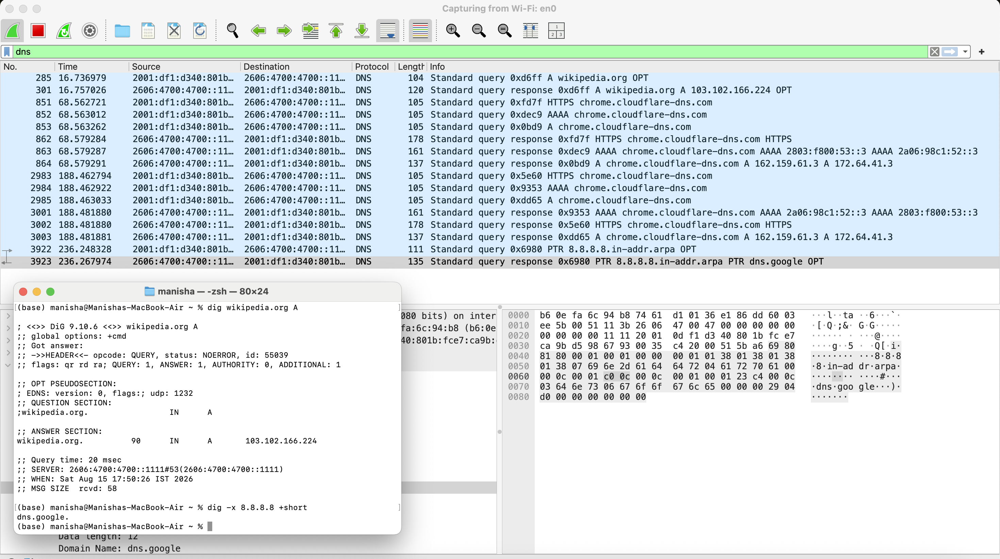 Capturing from Wi-Fi: en0
1
2 3
dns
No. Time Source Destination Protocol Length Info
285 16.736979 2001:df1:d340:801b… 2606:4700:4700::11… DNS 104 Standard query 0xd6ff A wikipedia.org OPT
301 16.757026 2606:4700:4700::11… 2001:df1:d340:801b… DNS 120 Standard query response 0xd6ff A wikipedia.org A 103.102.166.224 OPT
851 68.562721 2001:df1:d340:801b… 2606:4700:4700::11… DNS 105 Standard query 0xfd7f HTTPS chrome.cloudflare-dns.com
852 68.563012 2001:df1:d340:801b… 2606:4700:4700::11… DNS 105 Standard query 0xdec9 AAAA chrome.cloudflare-dns.com
853 68.563262 2001:df1:d340:801b… 2606:4700:4700::11… DNS 105 Standard query 0x0bd9 A chrome.cloudflare-dns.com
862 68.579284 2606:4700:4700::11… 2001:df1:d340:801b… DNS 178 Standard query response 0xfd7f HTTPS chrome.cloudflare-dns.com HTTPS
863 68.579287 2606:4700:4700::11… 2001:df1:d340:801b… DNS 161 Standard query response 0xdec9 AAAA chrome.cloudflare-dns.com AAAA 2803:f800:53::3 AAAA 2a06:98c1:52::3
864 68.579291 2606:4700:4700::11… 2001:df1:d340:801b… DNS 137 Standard query response 0x0bd9 A chrome.cloudflare-dns.com A 162.159.61.3 A 172.64.41.3
2983 188.462794 2001:df1:d340:801b… 2606:4700:4700::11… DNS 105 Standard query 0x5e60 HTTPS chrome.cloudflare-dns.com
2984 188.462922 2001:df1:d340:801b… 2606:4700:4700::11… DNS 105 Standard query 0x9353 AAAA chrome.cloudflare-dns.com
2985 188.463033 2001:df1:d340:801b… 2606:4700:4700::11… DNS 105 Standard query 0xdd65 A chrome.cloudflare-dns.com
3001 188.481880 2606:4700:4700::11… 2001:df1:d340:801b… DNS 161 Standard query response 0x9353 AAAA chrome.cloudflare-dns.com AAAA 2a06:98c1:52::3 AAAA 2803:f800:53::3
3002 188.481880 2606:4700:4700::11… 2001:df1:d340:801b… DNS 178 Standard query response 0x5e60 HTTPS chrome.cloudflare-dns.com HTTPS
3003 188.481881 2606:4700:4700::11… 2001:df1:d340:801b… DNS 137 Standard query response 0xdd65 A chrome.cloudflare-dns.com A 162.159.61.3 A 172.64.41.3
3922 236.248328 2001:df1:d340:801b… 2606:4700:4700::11… DNS 111 Standard query 0x6980 PTR 8.8.8.8.in-addr.arpa OPT
3923 236.267974 2606:4700:4700::11… 2001:df1:d340:801b… DNS 135 Standard query response 0x6980 PTR 8.8.8.8.in-addr.arpa PTR dns.google OPT
manisha — -zsh — 80×24
[(base) manisha@Manishas-MacBook-Air ~ % dig wikipedia.org A ]
; <<>> DiG 9.10.6 <<>> wikipedia.org A
;; global options: +cmd
;; Got answer:
;; ->>HEADER<<- opcode: QUERY, status: NOERROR, id: 55039
;; flags: qr rd ra; QUERY: 1, ANSWER: 1, AUTHORITY: 0, ADDITIONAL: 1
;; OPT PSEUDOSECTION:
; EDNS: version: 0, flags:; udp: 1232
;; QUESTION SECTION:
;wikipedia.org. IN A
;; ANSWER SECTION:
wikipedia.org. 90 IN A 103.102.166.224
;; Query time: 20 msec
;; SERVER: 2606:4700:4700::1111#53(2606:4700:4700::1111)
;; WHEN: Sat Aug 15 17:50:26 IST 2026
;; MSG SIZE rcvd: 58
[(base) manisha@Manishas-MacBook-Air ~ % dig -x 8.8.8.8 +short ]
dns.google.
(base) manisha@Manishas-MacBook-Air ~ %
080 bits) on inter
fa:6c:94:b8 (b6:0e
40:801b:fce7:ca9b:
Data length: 12
Domain Name: dns.google
0000 b6 0e fa 6c 94 b8 74 61 d1 01 36 e1 86 dd 60 03 ···l··ta ··6···`·
0010 ee 5b 00 51 11 3b 26 06 47 00 47 00 00 00 00 00 ·[·Q·;&· G·G·····
0020 00 00 00 00 11 11 20 01 0d f1 d3 40 80 1b fc e7 ······ · ···@····
0030 ca 9b d5 98 67 93 00 35 c4 20 00 51 5b a6 69 80 ····g··5 · ·Q[·i·
0040 81 80 00 01 00 01 00 00 00 01 01 38 01 38 01 38 ········ ···8·8·8
0050 01 38 07 69 6e 2d 61 64 64 72 04 61 72 70 61 00 ·8·in-ad dr·arpa·
0060 00 0c 00 01 c0 0c 00 0c 00 01 00 01 23 c4 00 0c ········ ····#···
0070 03 64 6e 73 06 67 6f 6f 67 6c 65 00 00 00 29 04 ·dns·goo gle···)·
0080 d0 00 00 00 00 00 00 ·······